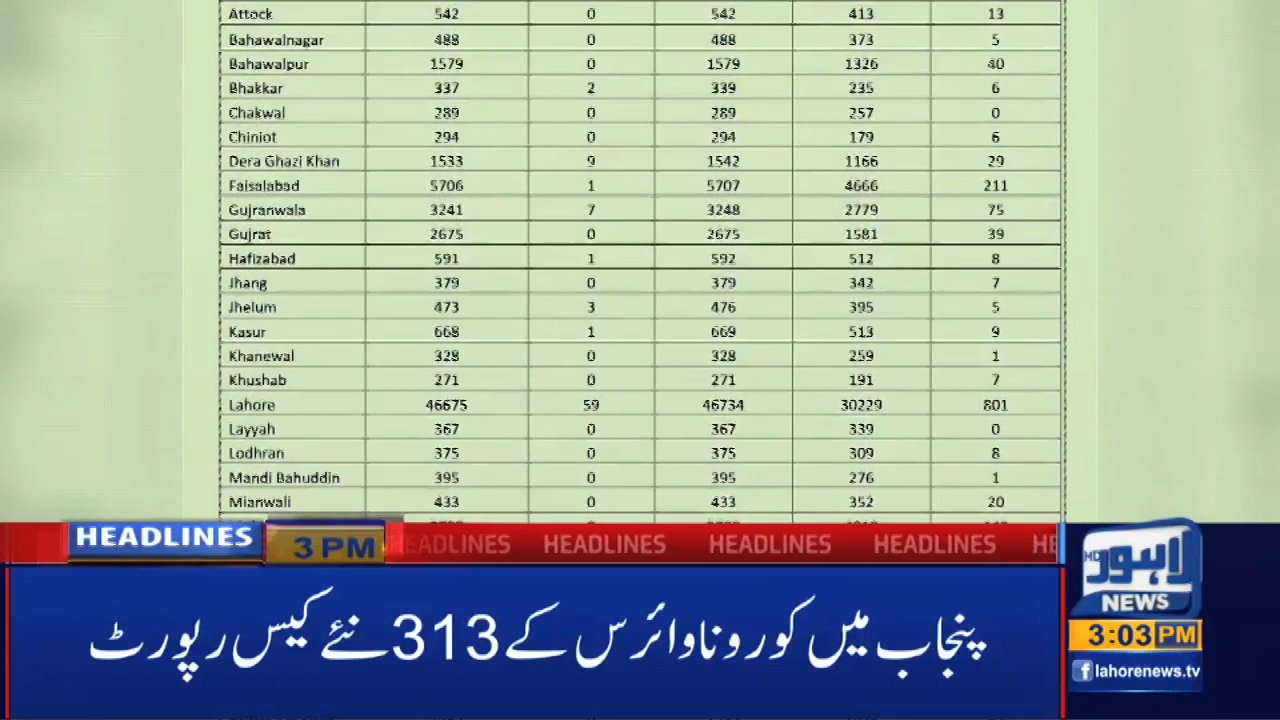 Attock 542 0 542 413 13
Bahawalnagar 488 0 488 373 5
Bahawalpur 1579 0 1579 1326 40
Bhakkar 337 2 339 235 6
Chakwal 289 0 289 257 0
Chiniot 294 0 294 179 6
Dera Ghazi Khan 1533 9 1542 1166 29
Faisalabad 5706 1 5707 4666 211
Gujranwala 3241 7 3248 2779 75
Gujrat 2675 0 2675 1581 39
Hafizabad 591 1 592 512 8
Jhang 379 0 379 342 7
Jhelum 473 3 476 395 5
Kasur 668 1 669 513 9
Khanewal 328 0 328 259 1
Khushab 271 0 271 191 7
Lahore 46675 59 46734 30229 801
Layyah 367 0 367 339 0
Lodhran 375 0 375 309 8
Mandi Bahuddin 395 0 395 276 1
Mianwali 433 0 433 352 20
HEADLINES 3 PM EADLINES HEADLINES HEADLINES HEADLINES HE
پنجاب میں کورونا وائرس کے 313 نئے کیس رپورٹ
HD لاہور
NEWS
3:03 PM
f lahorenews.tv